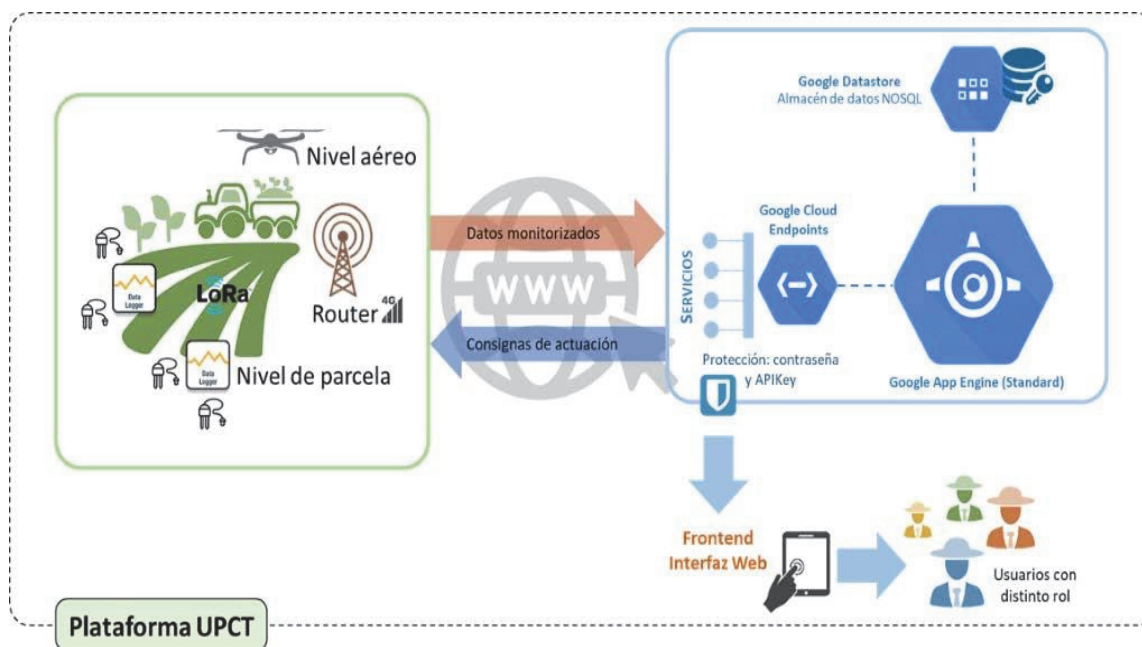 Nivel aéreo
Data
Logger
LoRa
4G
Router
Data
Logger
Nivel de parcela
Datos monitorizados
WWW
Consignas de actuación
Google Datastore
Almacén de datos NOSQL
Google Cloud
Endpoints
SERVICIOS
Protección: contraseña
y APIKey
Google App Engine (Standard)
Frontend
Interfaz Web
Usuarios con
distinto rol
Plataforma UPCT